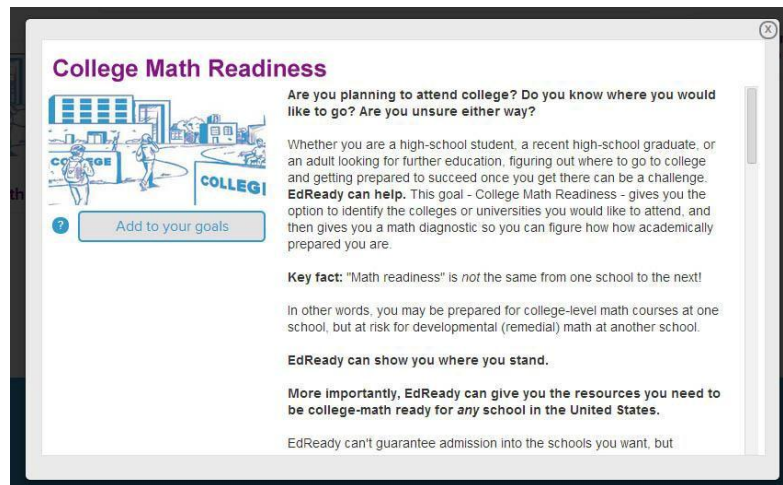 College Math Readiness
COLLEGE
COLLEGI
?
Add to your goals
Are you planning to attend college? Do you know where you would
like to go? Are you unsure either way?
Whether you are a high-school student, a recent high-school graduate, or
an adult looking for further education, figuring out where to go to college
and getting prepared to succeed once you get there can be a challenge.
EdReady can help. This goal - College Math Readiness - gives you the
option to identify the colleges or universities you would like to attend, and
then gives you a math diagnostic so you can figure how how academically
prepared you are.
Key fact: "Math readiness" is not the same from one school to the next!
In other words, you may be prepared for college-level math courses at one
school, but at risk for developmental (remedial) math at another school.
EdReady can show you where you stand.
More importantly, EdReady can give you the resources you need to
be college-math ready for any school in the United States.
EdReady can't guarantee admission into the schools you want, but
X
th